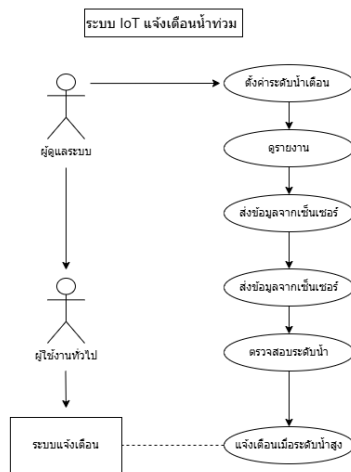 ระบบ IoT แจ้งเตือนน้ำท่วม
ตั้งค่าระดับน้ำเตือน
ผู้ดูแลระบบ
ดูรายงาน
ส่งข้อมูลจากเซ็นเซอร์
ส่งข้อมูลจากเซ็นเซอร์
ผู้ใช้งานทั่วไป
ตรวจสอบระดับน้ำ
ระบบแจ้งเตือน
แจ้งเตือนเมื่อระดับน้ำสูง